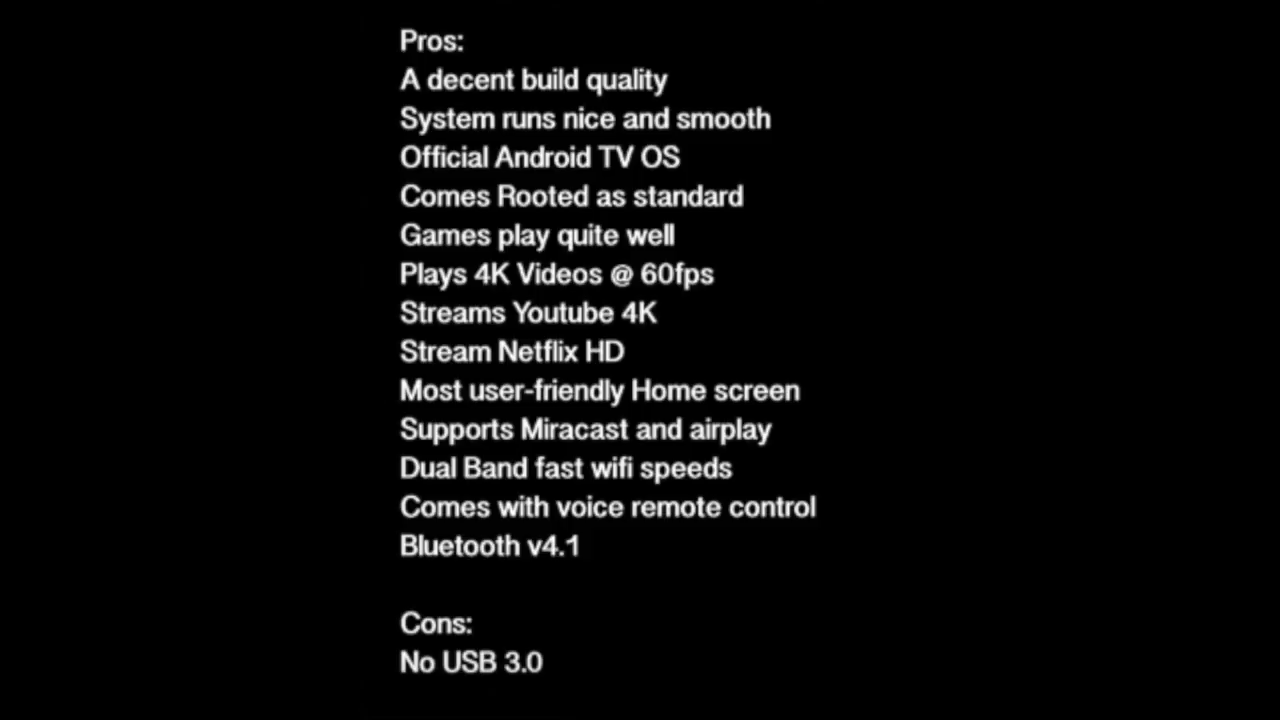 Pros:
A decent build quality
System runs nice and smooth
Official Android TV OS
Comes Rooted as standard
Games play quite well
Plays 4K Videos @ 60fps
Streams Youtube 4K
Stream Netflix HD
Most user-friendly Home screen
Supports Miracast and airplay
Dual Band fast wifi speeds
Comes with voice remote control
Bluetooth v4.1
Cons:
No USB 3.0